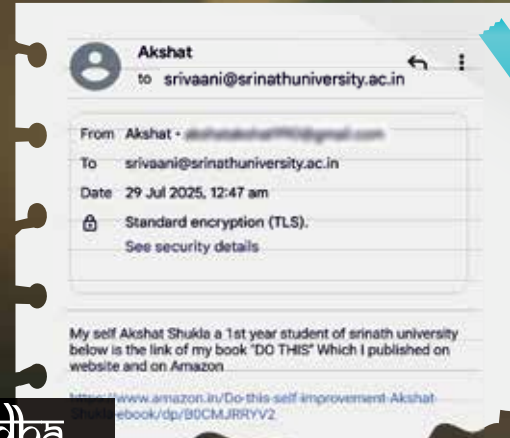 Akshat
to srivaani@srinathuniversity.ac.in
From Akshat •
To srivaani@srinathuniversity.ac.in
Date 29 Jul 2025, 12:47 am
Standard encryption (TLS).
See security details
My self Akshat Shukla a 1st year student of srinath university
below is the link of my book "DO THIS" Which I published on
website and on Amazon
https://www.amazon.in/Do-this-self-improvement-Akshat-
Shukla-ebook/dp/B0CMJRRYV2
dha